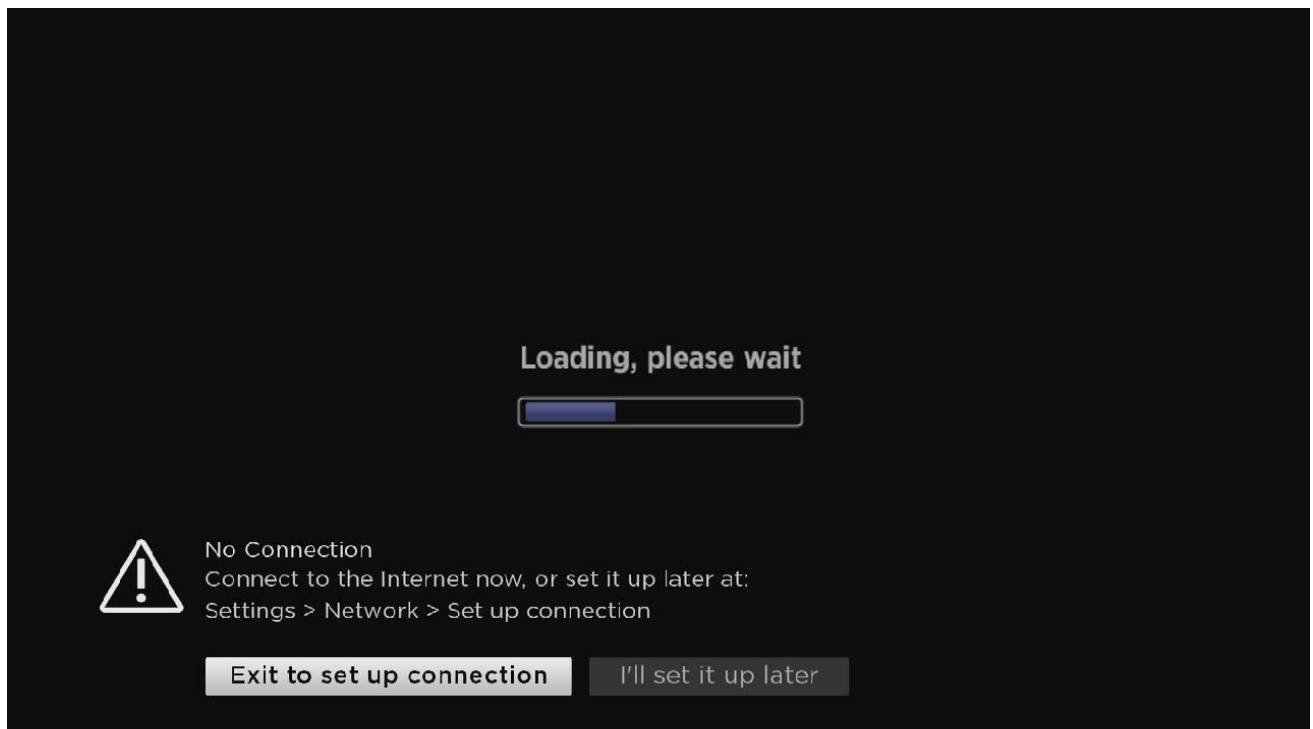 Loading, please wait
No Connection
Connect to the Internet now, or set it up later at:
Settings > Network > Set up connection
Exit to set up connection
I'll set it up later